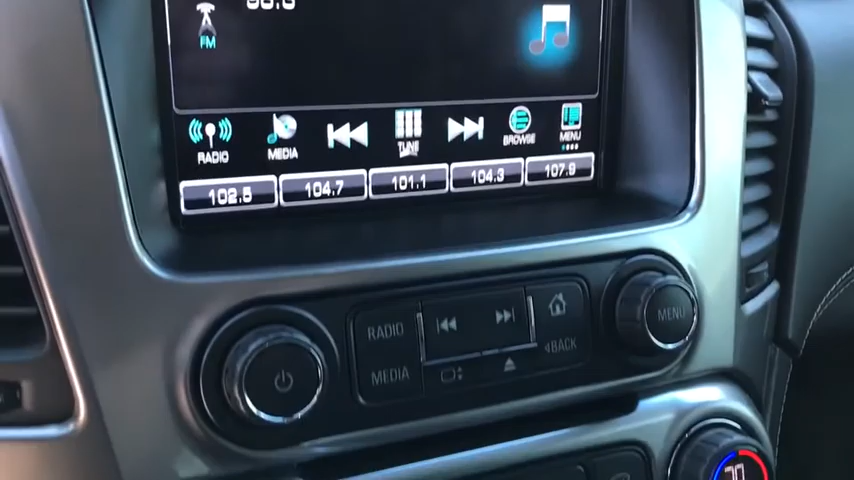 FM
RADIO MEDIA TUNE BROWSE MENU
102.5 104.7 101.1 104.3 107.9
RADIO
BACK
MEDIA
MENU
70